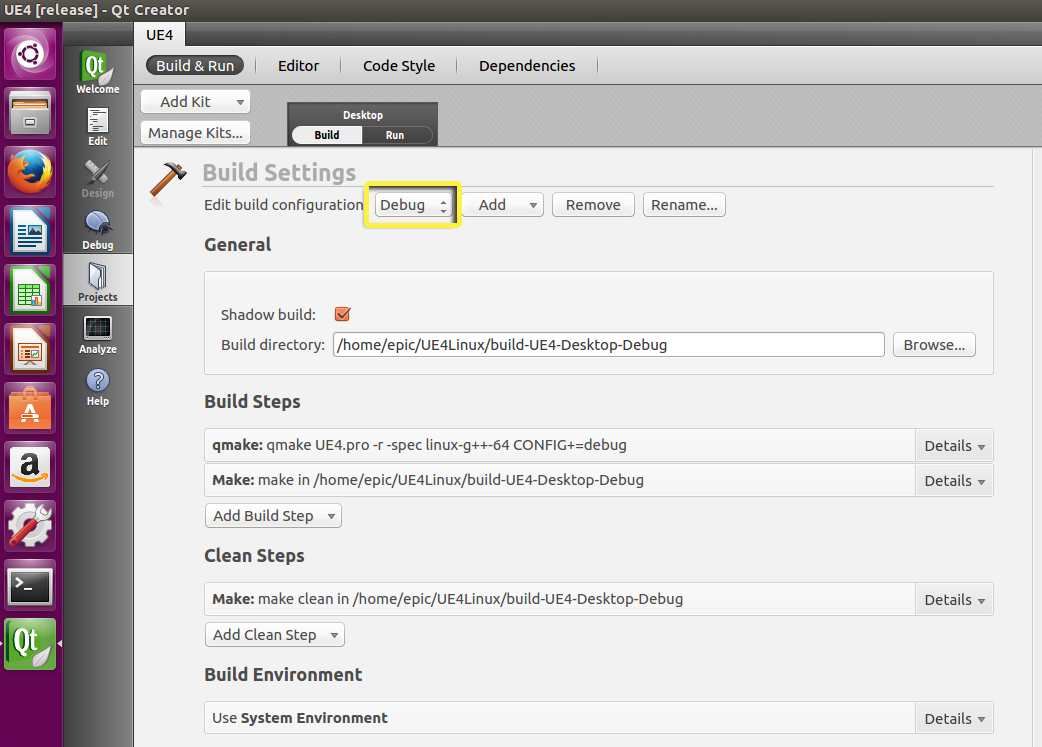 UE4 [release] - Qt Creator
UE4
Build & Run
Editor
Code Style
Dependencies
Add Kit
Manage Kits...
Desktop
Build
Run
Qt
Welcome
Edit
Design
Debug
Projects
Analyze
Help
Build Settings
Edit build configuration
Debug
Add
Remove
Rename...
General
Shadow build:
Build directory:
/home/epic/UE4Linux/build-UE4-Desktop-Debug
Browse...
Build Steps
qmake: qmake UE4.pro -r -spec linux-g++-64 CONFIG+=debug
Details
Make: make in /home/epic/UE4Linux/build-UE4-Desktop-Debug
Details
Add Build Step
Clean Steps
Make: make clean in /home/epic/UE4Linux/build-UE4-Desktop-Debug
Details
Add Clean Step
Build Environment
Use System Environment
Details
A
a
>_
Qt